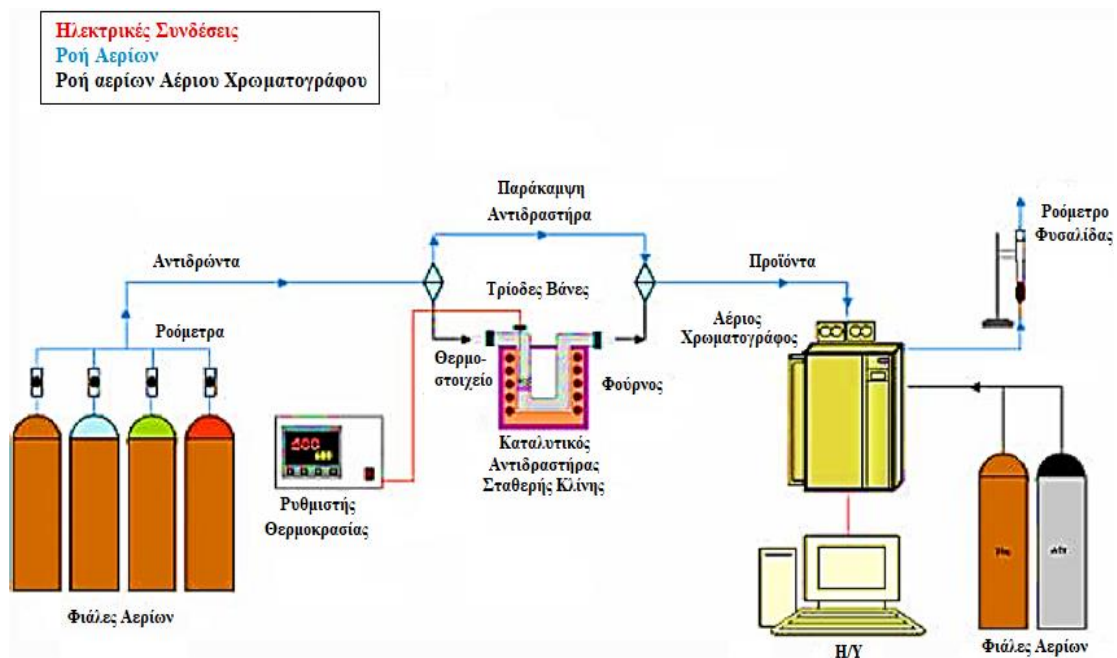 Ηλεκτρικές Συνδέσεις
Ροή Αερίων
Ροή αερίων Αέριου Χρωματογράφου
Παράκαμψη
Αντιδραστήρα
Ροόμετρο
Φυσαλίδας
Αντιδρώντα
Προϊόντα
Τρίοδες Βάνες
Ροόμετρα
Αέριος
Χρωματογράφος
Θερμο-
στοιχείο
Φούρνος
Καταλυτικός
Αντιδραστήρας
Σταθερής Κλίνης
Ρυθμιστής
Θερμοκρασίας
Φιάλες Αερίων
Η/Υ
Φιάλες Αερίων